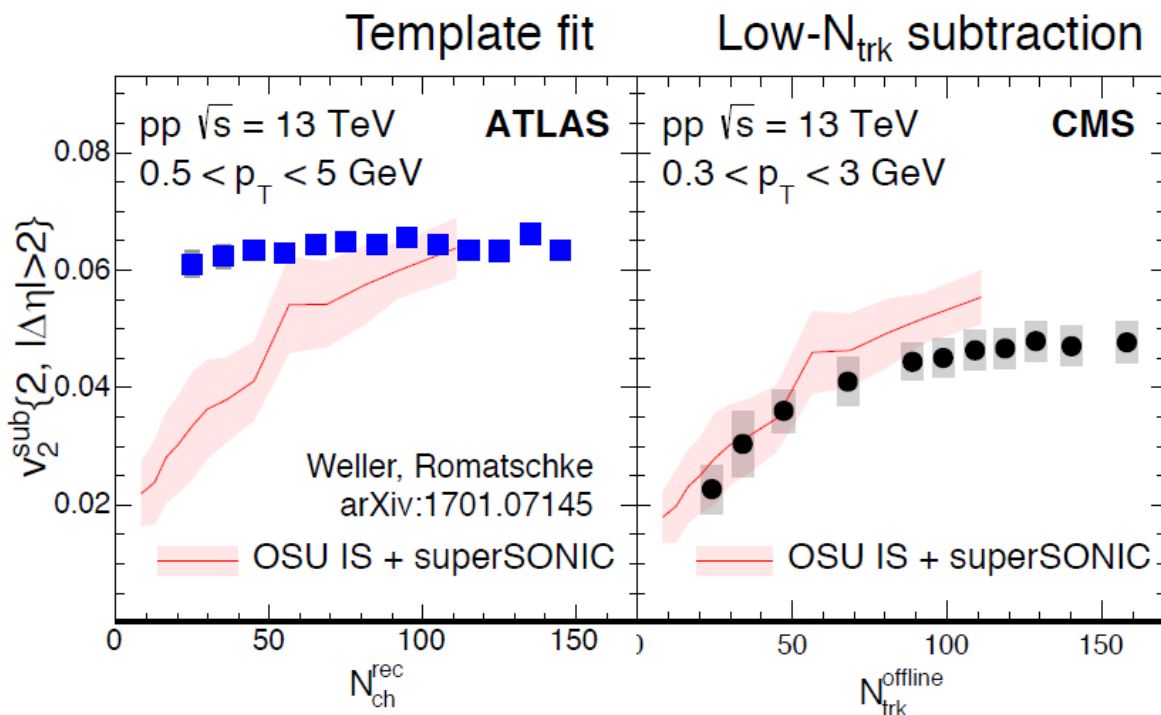 Template fit
Low-N_trk subtraction
pp √s = 13 TeV
ATLAS
0.5 < p_T < 5 GeV
pp √s = 13 TeV
CMS
0.3 < p_T < 3 GeV
v_2^sub{2, |Δη|>2}
0.08
0.06
0.04
0.02
Weller, Romatschke
arXiv:1701.07145
OSU IS + superSONIC
OSU IS + superSONIC
0
50
100
150
0
50
100
150
N_ch^rec
N_trk^offline